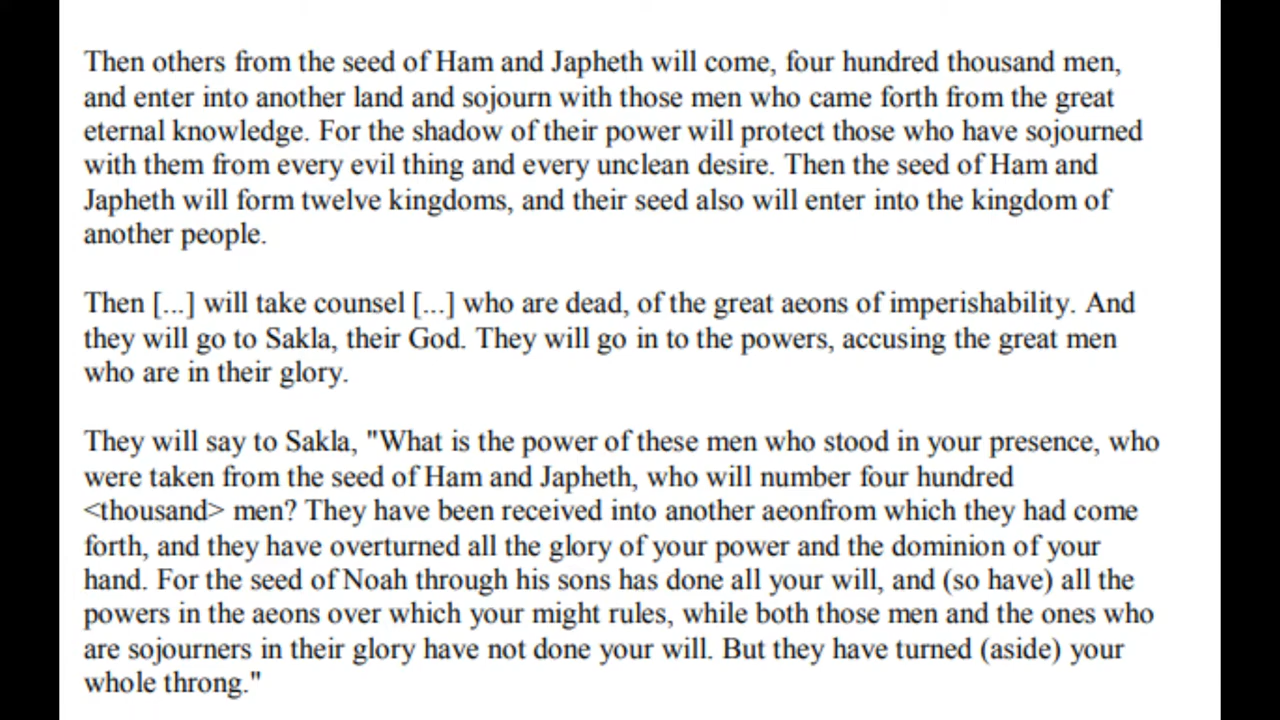 Then others from the seed of Ham and Japheth will come, four hundred thousand men,
and enter into another land and sojourn with those men who came forth from the great
eternal knowledge. For the shadow of their power will protect those who have sojourned
with them from every evil thing and every unclean desire. Then the seed of Ham and
Japheth will form twelve kingdoms, and their seed also will enter into the kingdom of
another people.
Then [...] will take counsel [...] who are dead, of the great aeons of imperishability. And
they will go to Sakla, their God. They will go in to the powers, accusing the great men
who are in their glory.
They will say to Sakla, "What is the power of these men who stood in your presence, who
were taken from the seed of Ham and Japheth, who will number four hundred
<thousand> men? They have been received into another aeonfrom which they had come
forth, and they have overturned all the glory of your power and the dominion of your
hand. For the seed of Noah through his sons has done all your will, and (so have) all the
powers in the aeons over which your might rules, while both those men and the ones who
are sojourners in their glory have not done your will. But they have turned (aside) your
whole throng."